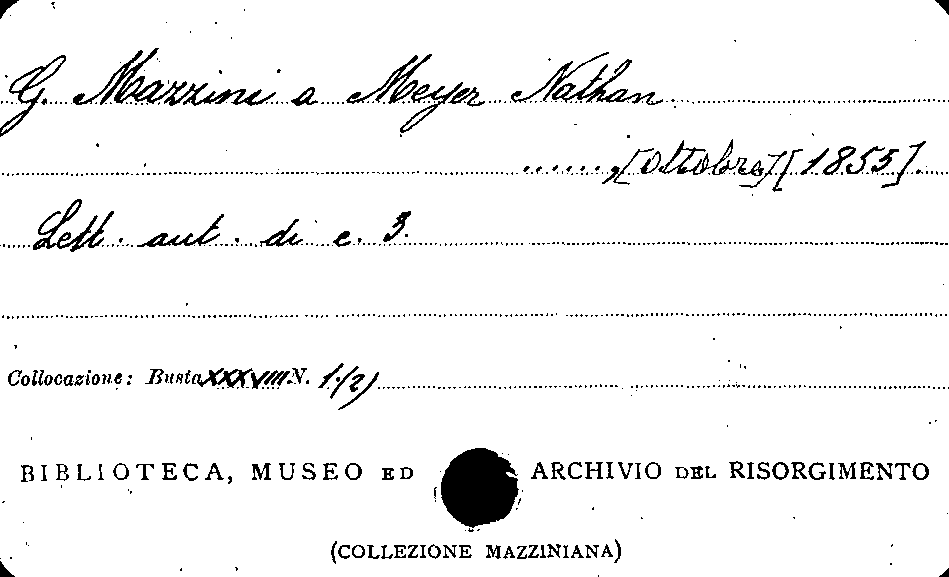 G. Mazzini a Meyer Nathan.
......., [ottobre] [1855].
Lett. aut. di c. 3.
Collocazione: Busta XXXVIII N. 1(2)
BIBLIOTECA, MUSEO ED ARCHIVIO DEL RISORGIMENTO
(COLLEZIONE MAZZINIANA)